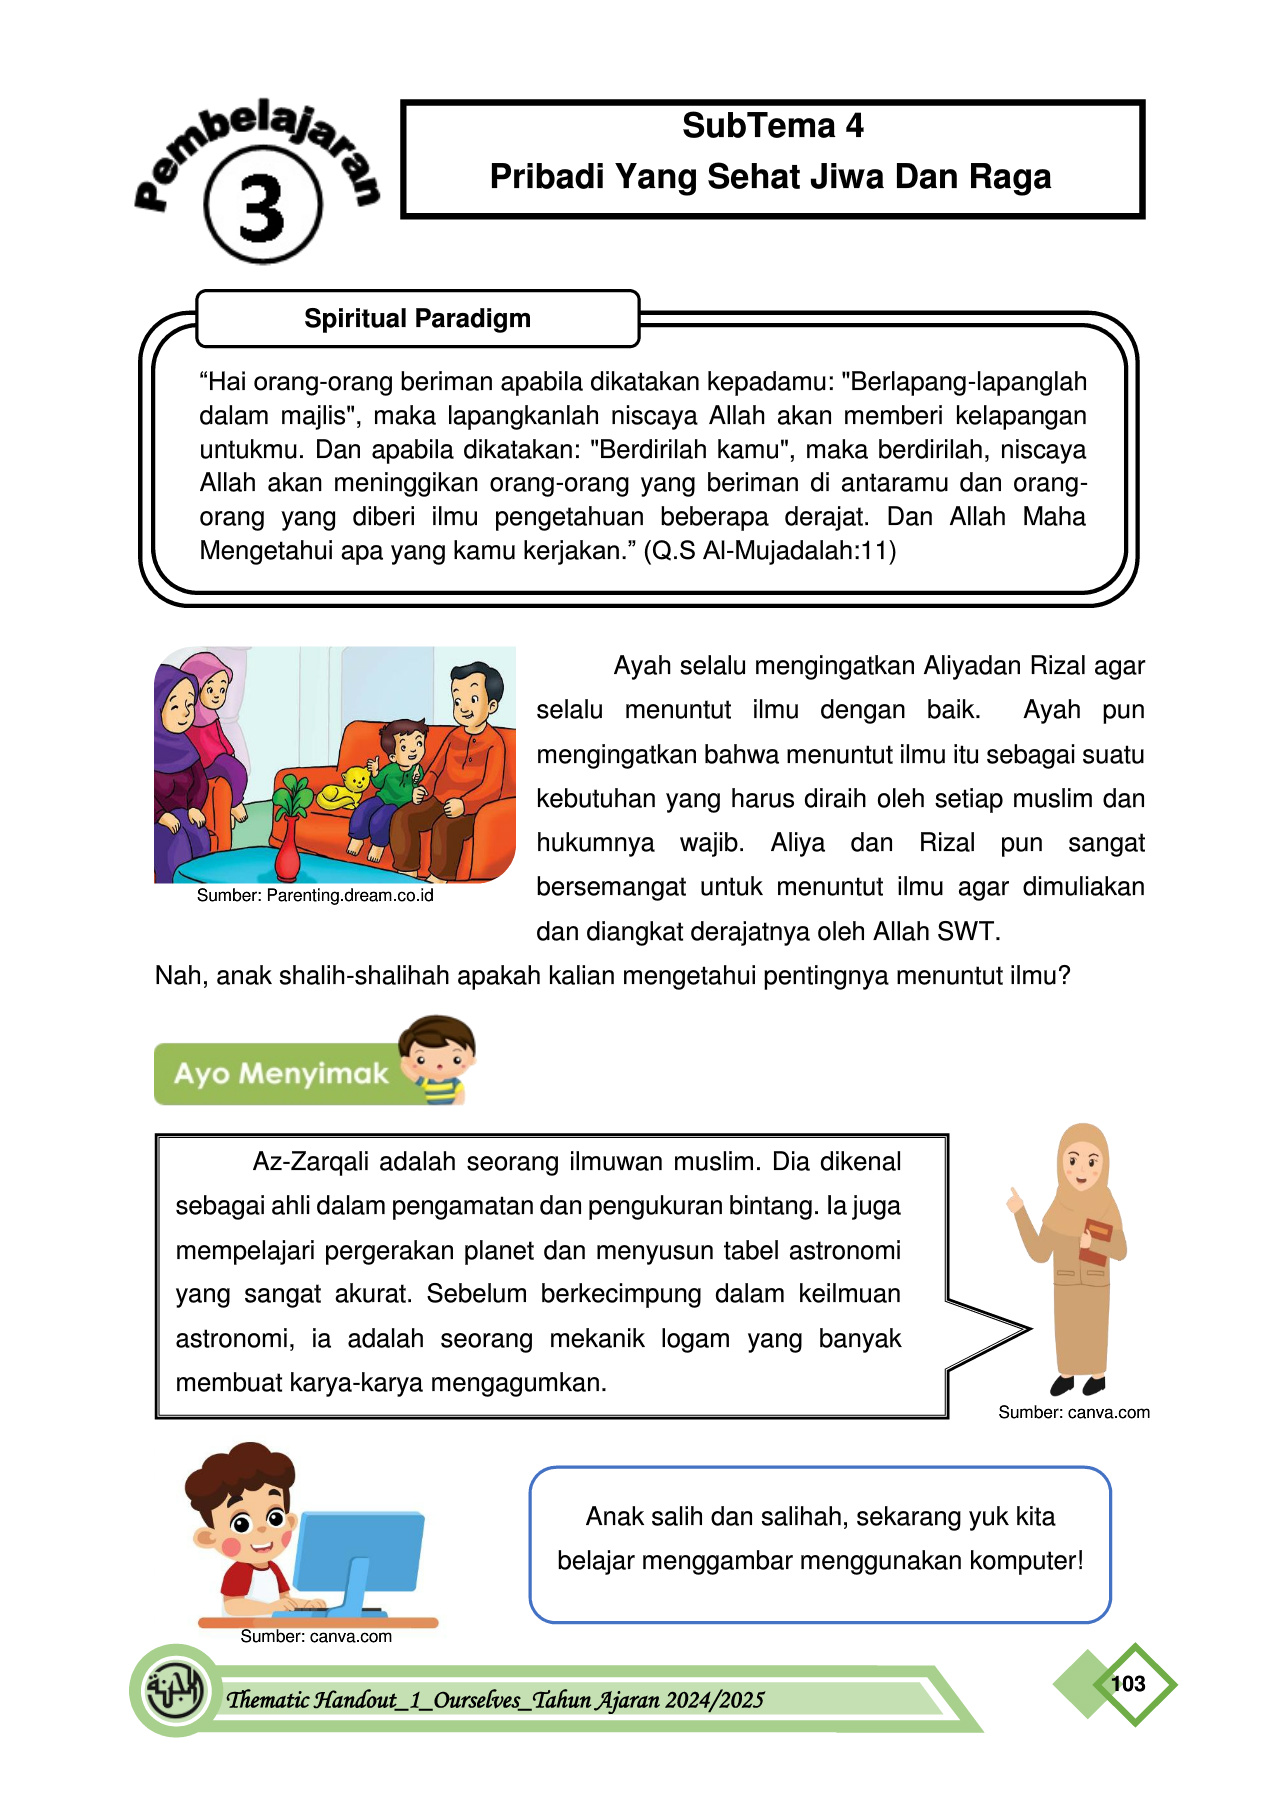 Pembelajaran
3
SubTema 4
Pribadi Yang Sehat Jiwa Dan Raga
Spiritual Paradigm
“Hai orang-orang beriman apabila dikatakan kepadamu: "Berlapang-lapanglah
dalam majlis", maka lapangkanlah niscaya Allah akan memberi kelapangan
untukmu. Dan apabila dikatakan: "Berdirilah kamu", maka berdirilah, niscaya
Allah akan meninggikan orang-orang yang beriman di antaramu dan orang-
orang yang diberi ilmu pengetahuan beberapa derajat. Dan Allah Maha
Mengetahui apa yang kamu kerjakan.” (Q.S Al-Mujadalah:11)
Ayah selalu mengingatkan Aliyadan Rizal agar
selalu menuntut ilmu dengan baik. Ayah pun
mengingatkan bahwa menuntut ilmu itu sebagai suatu
kebutuhan yang harus diraih oleh setiap muslim dan
hukumnya wajib. Aliya dan Rizal pun sangat
bersemangat untuk menuntut ilmu agar dimuliakan
dan diangkat derajatnya oleh Allah SWT.
Sumber: Parenting.dream.co.id
Nah, anak shalih-shalihah apakah kalian mengetahui pentingnya menuntut ilmu?
Ayo Menyimak
Az-Zarqali adalah seorang ilmuwan muslim. Dia dikenal
sebagai ahli dalam pengamatan dan pengukuran bintang. Ia juga
mempelajari pergerakan planet dan menyusun tabel astronomi
yang sangat akurat. Sebelum berkecimpung dalam keilmuan
astronomi, ia adalah seorang mekanik logam yang banyak
membuat karya-karya mengagumkan.
Sumber: canva.com
Anak salih dan salihah, sekarang yuk kita
belajar menggambar menggunakan komputer!
Sumber: canva.com
Thematic Handout_1_Ourselves_Tahun Ajaran 2024/2025
103